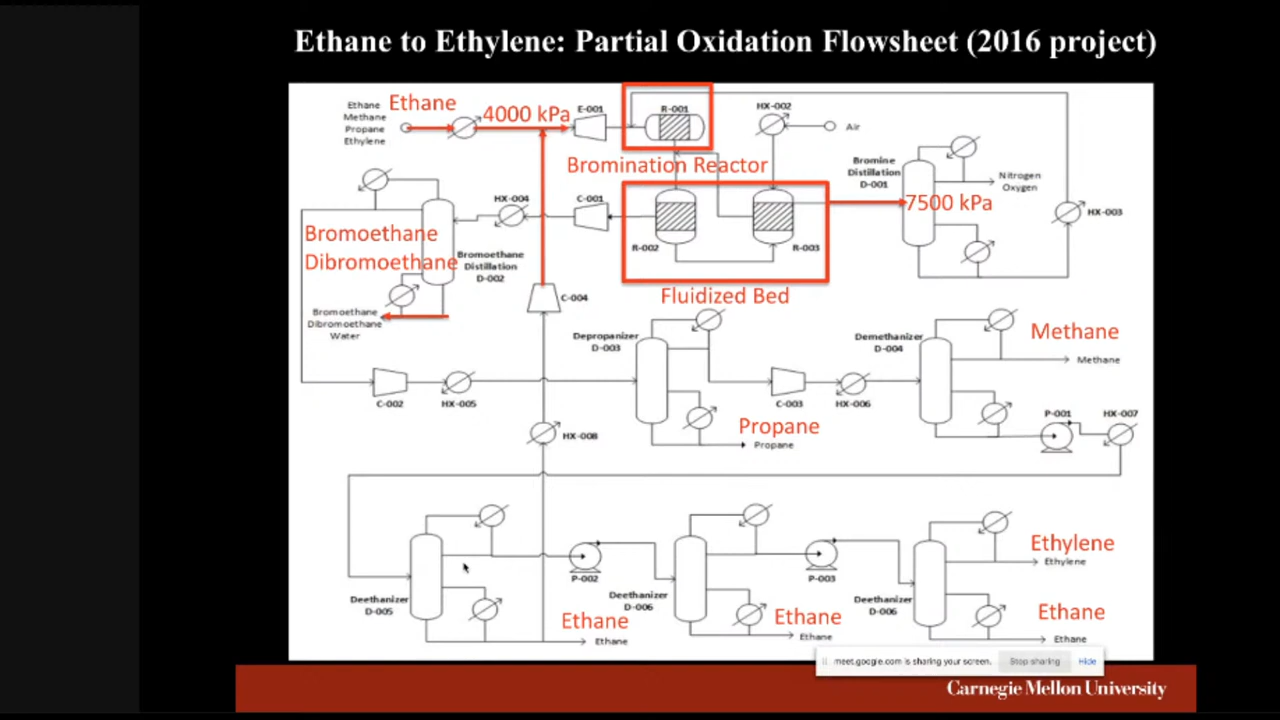 Ethane to Ethylene: Partial Oxidation Flowsheet (2016 project)
Ethane
Methane
Propane
Ethylene
Ethane
4000 kPa
E-001
R-001
HX-002
Air
Bromination Reactor
Bromine
Distillation
D-001
Nitrogen
Oxygen
7500 kPa
HX-003
HX-004
C-001
R-002
R-003
Bromoethane
Dibromoethane
Bromoethane
Distillation
D-002
Fluidized Bed
C-004
Bromoethane
Dibromoethane
Water
Depropanizer
D-003
Demethanizer
D-004
Methane
Methane
C-002
HX-005
C-003
HX-006
P-001
HX-007
Propane
Propane
HX-008
Deethanizer
D-005
P-002
Deethanizer
D-006
P-003
Deethanizer
D-006
Ethylene
Ethylene
Ethane
Ethane
Ethane
Ethane
Ethane
Ethane
meet.google.com is sharing your screen.
Stop sharing
Hide
Carnegie Mellon University